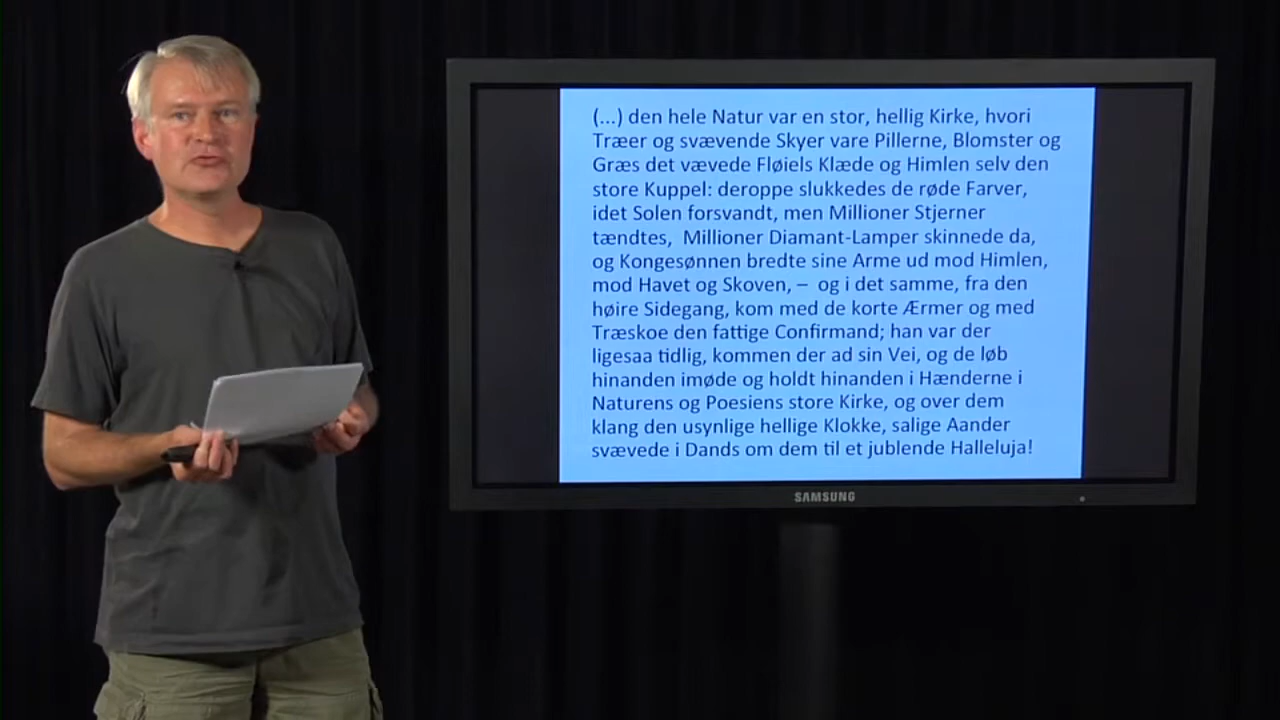 (...) den hele Natur var en stor, hellig Kirke, hvori
Træer og svævende Skyer vare Pillerne, Blomster og
Græs det vævede Fløiels Klæde og Himlen selv den
store Kuppel: deroppe slukkedes de røde Farver,
idet Solen forsvandt, men Millioner Stjerner
tændtes,  Millioner Diamant-Lamper skinnede da,
og Kongesønnen bredte sine Arme ud mod Himlen,
mod Havet og Skoven, –  og i det samme, fra den
høire Sidegang, kom med de korte Ærmer og med
Træskoe den fattige Confirmand; han var der
ligesaa tidlig, kommen der ad sin Vei, og de løb
hinanden imøde og holdt hinanden i Hænderne i
Naturens og Poesiens store Kirke, og over dem
klang den usynlige hellige Klokke, salige Aander
svævede i Dands om dem til et jublende Halleluja!
SAMSUNG